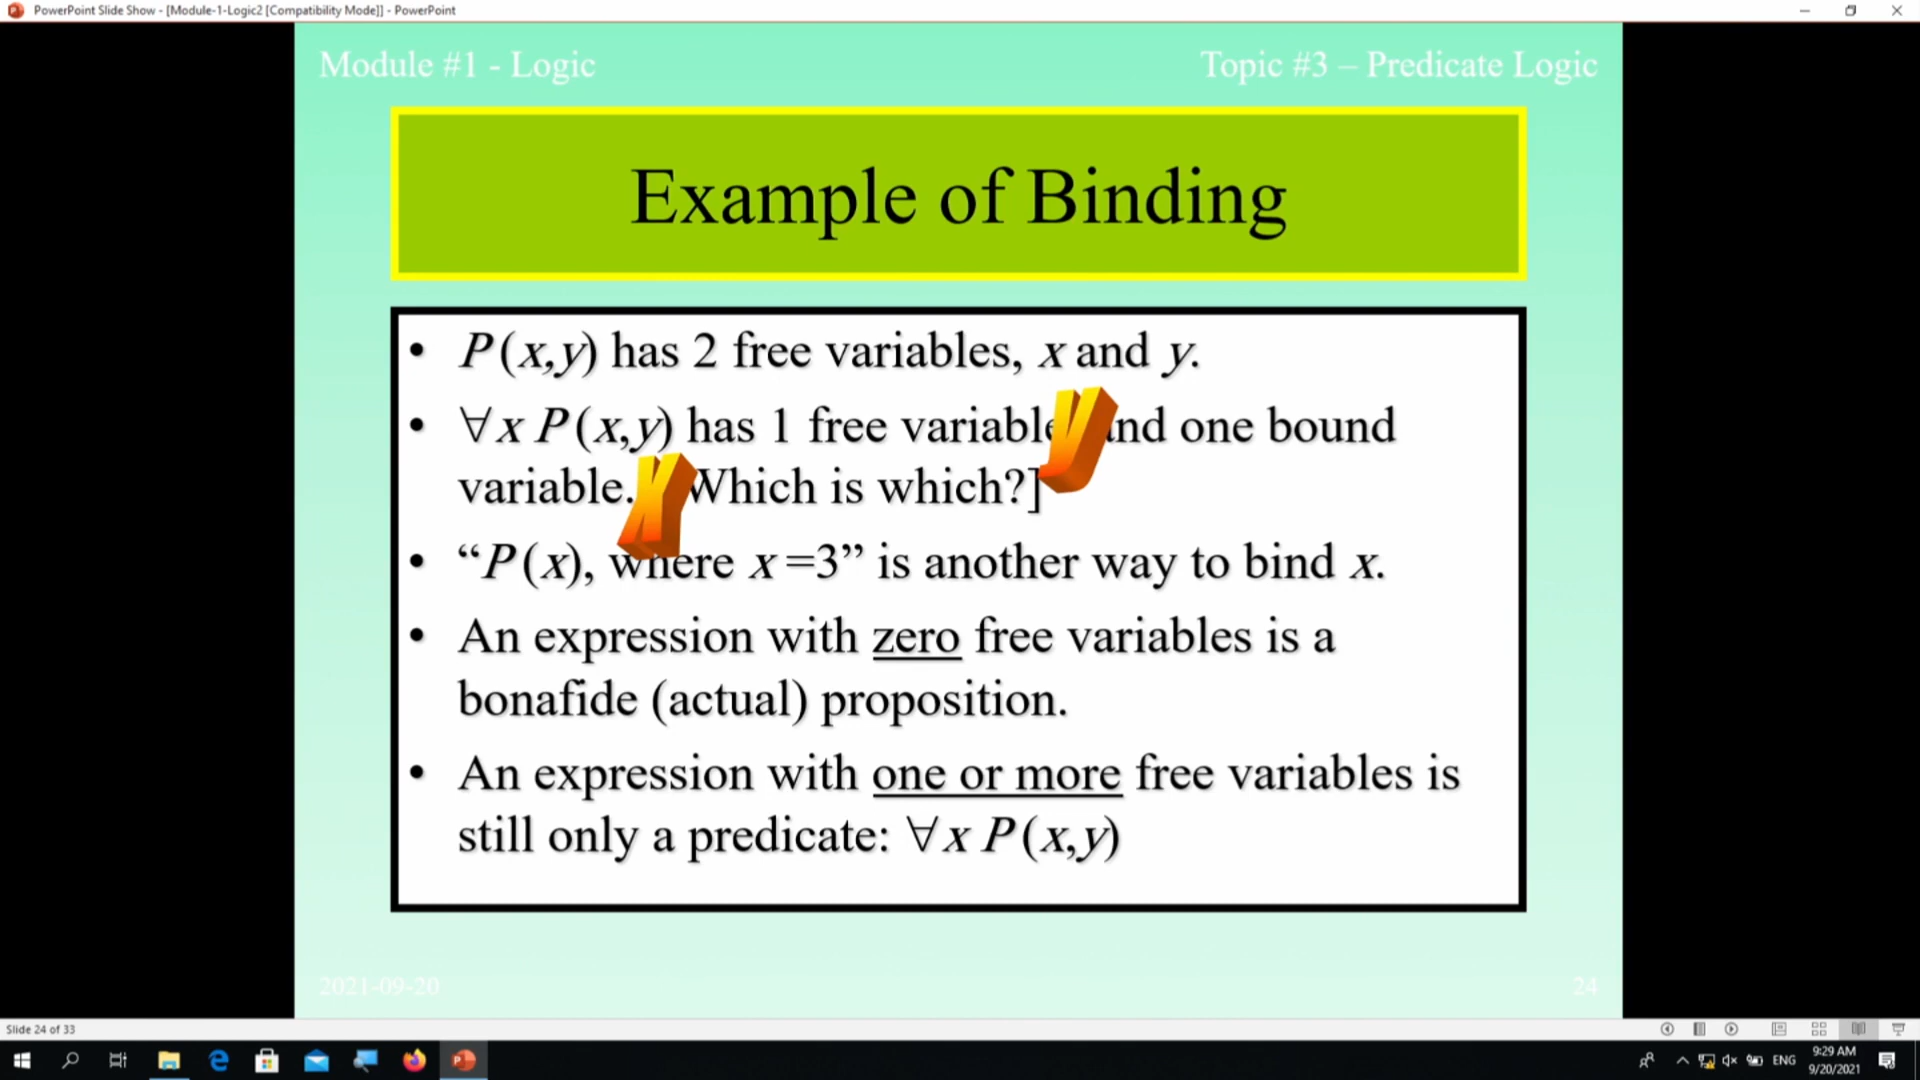 PowerPoint Slide Show - [Module-1-Logic2 [Compatibility Mode]] - PowerPoint
Module #1 - Logic
Topic #3 – Predicate Logic
Example of Binding
• P(x,y) has 2 free variables, x and y.
• ∀x P(x,y) has 1 free variable and one bound
y
variable. Which is which?]
x
• “P(x), where x=3” is another way to bind x.
• An expression with zero free variables is a
bonafide (actual) proposition.
• An expression with one or more free variables is
still only a predicate: ∀x P(x,y)
2021-09-20
24
Slide 24 of 33
ENG
9:29 AM
9/20/2021